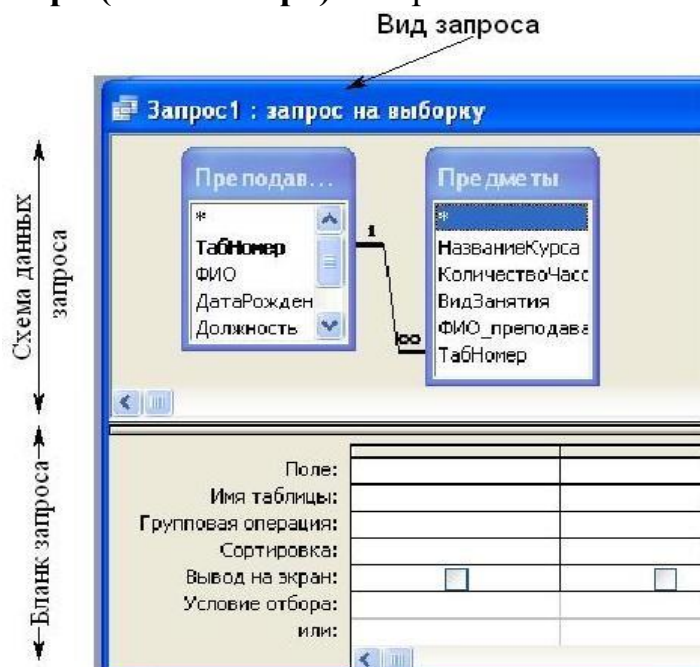 Вид запроса
Запрос1 : запрос на выборку
Схема данных
запроса
Преподав...
*
ТабНомер
ФИО
ДатаРожден
Должность
1
∞
Предметы
*
НазваниеКурса
КоличествоЧасс
ВидЗанятия
ФИО_преподава
ТабНомер
Бланк запроса
Поле:
Имя таблицы:
Групповая операция:
Сортировка:
Вывод на экран:
Условие отбора:
или: